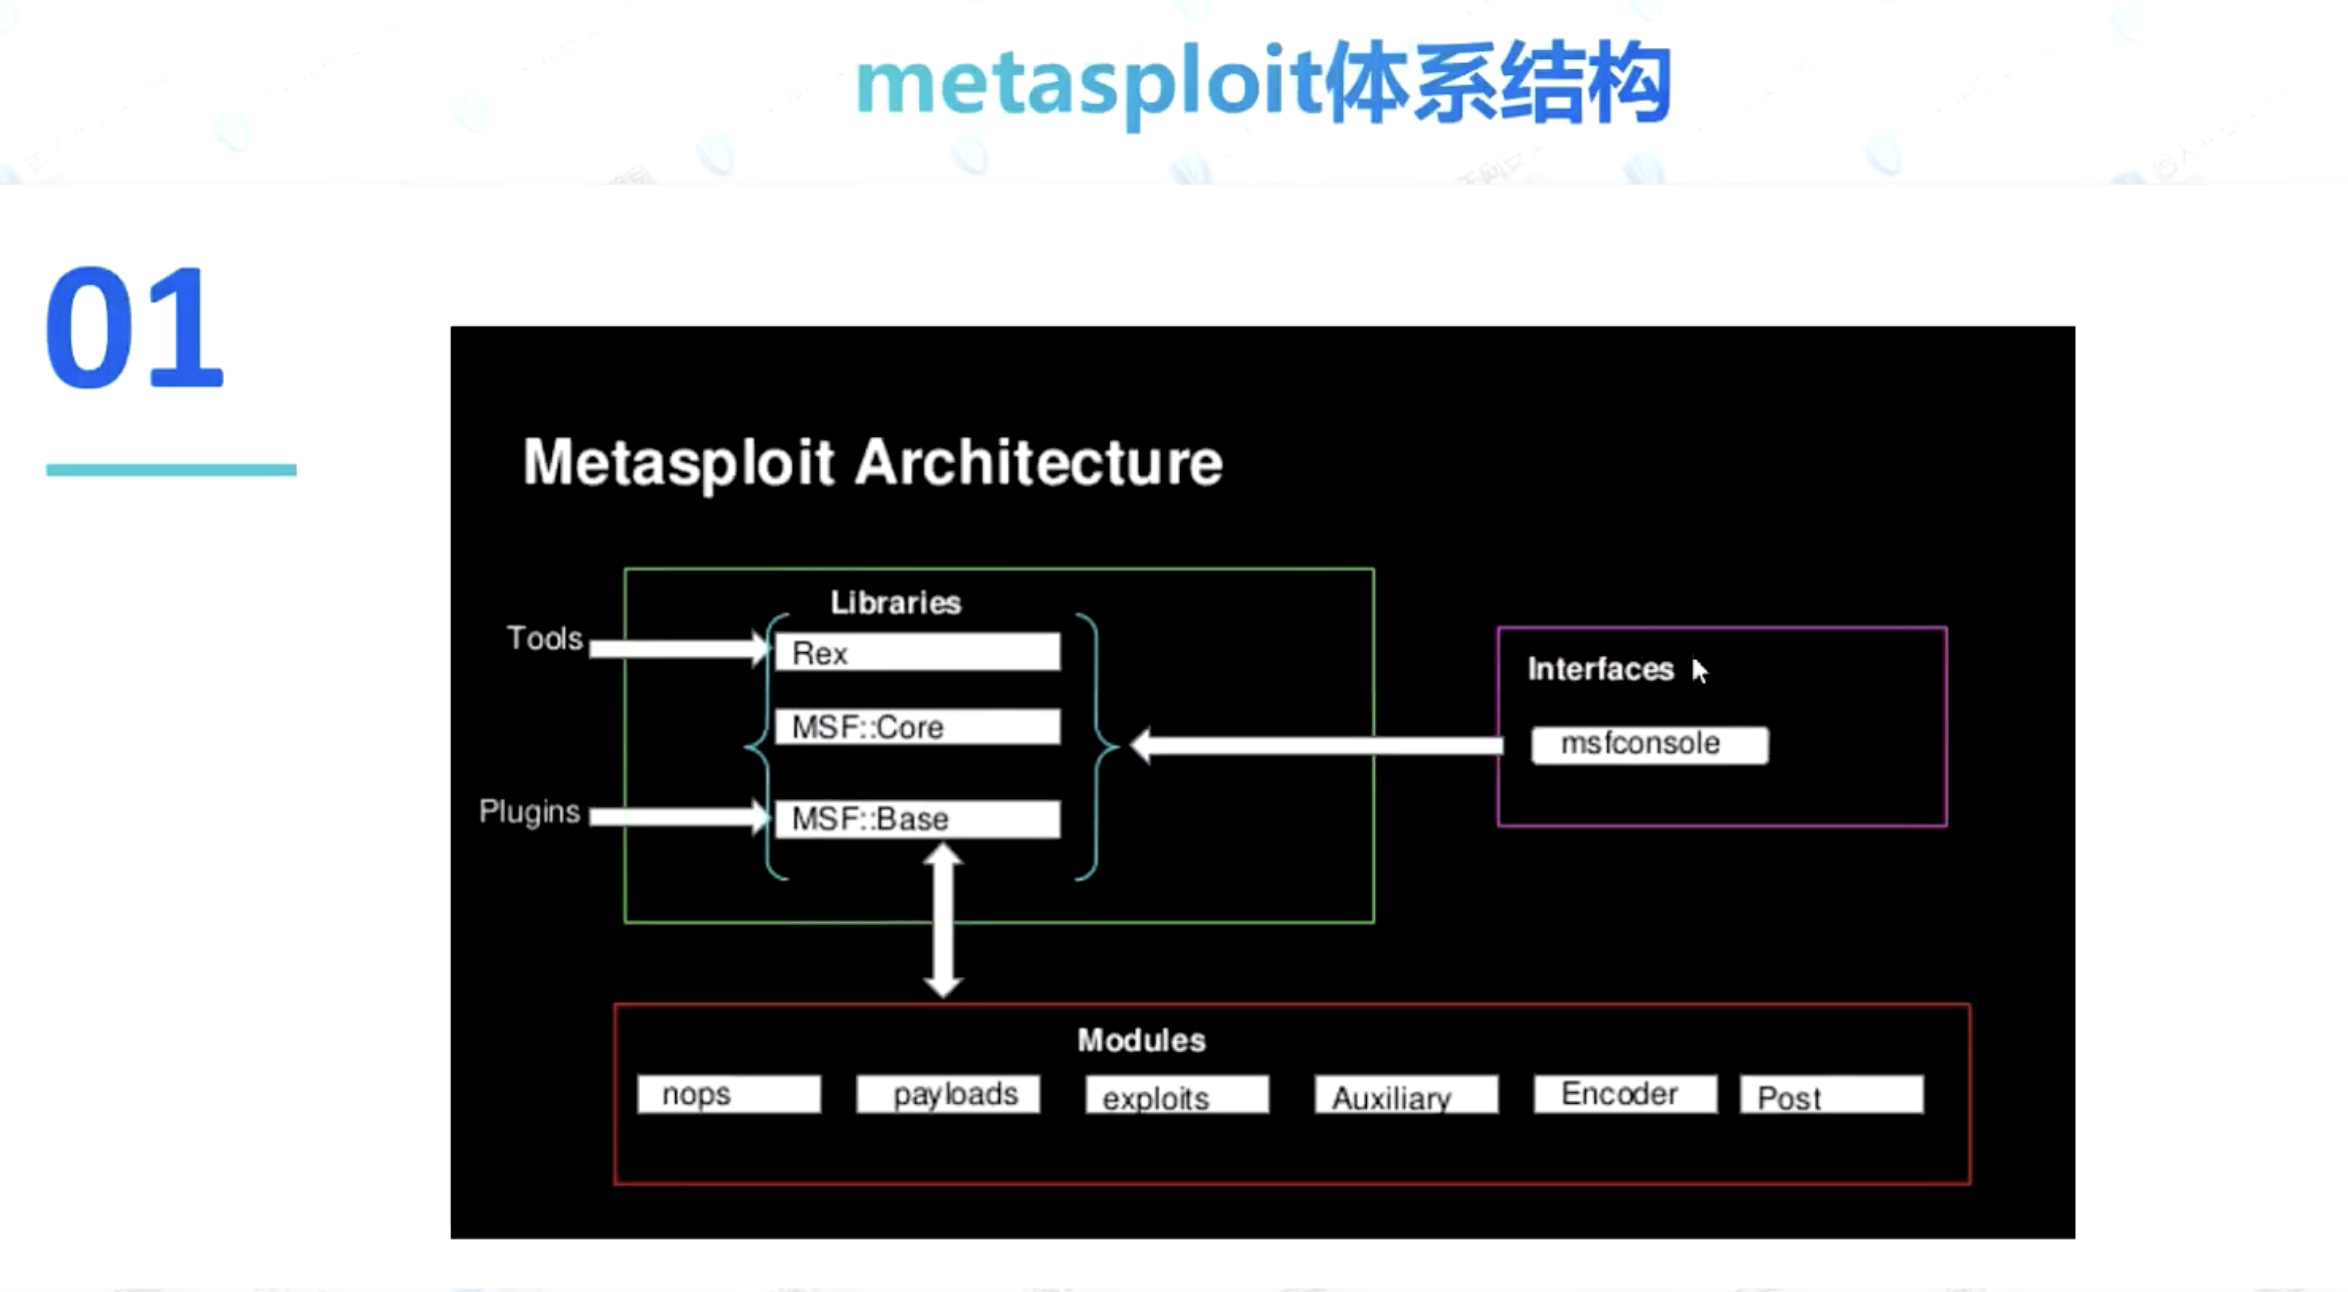 metasploit体系结构
01
Metasploit Architecture
Libraries
Tools
Rex
MSF::Core
Plugins
MSF::Base
Interfaces
msfconsole
Modules
nops
payloads
exploits
Auxiliary
Encoder
Post